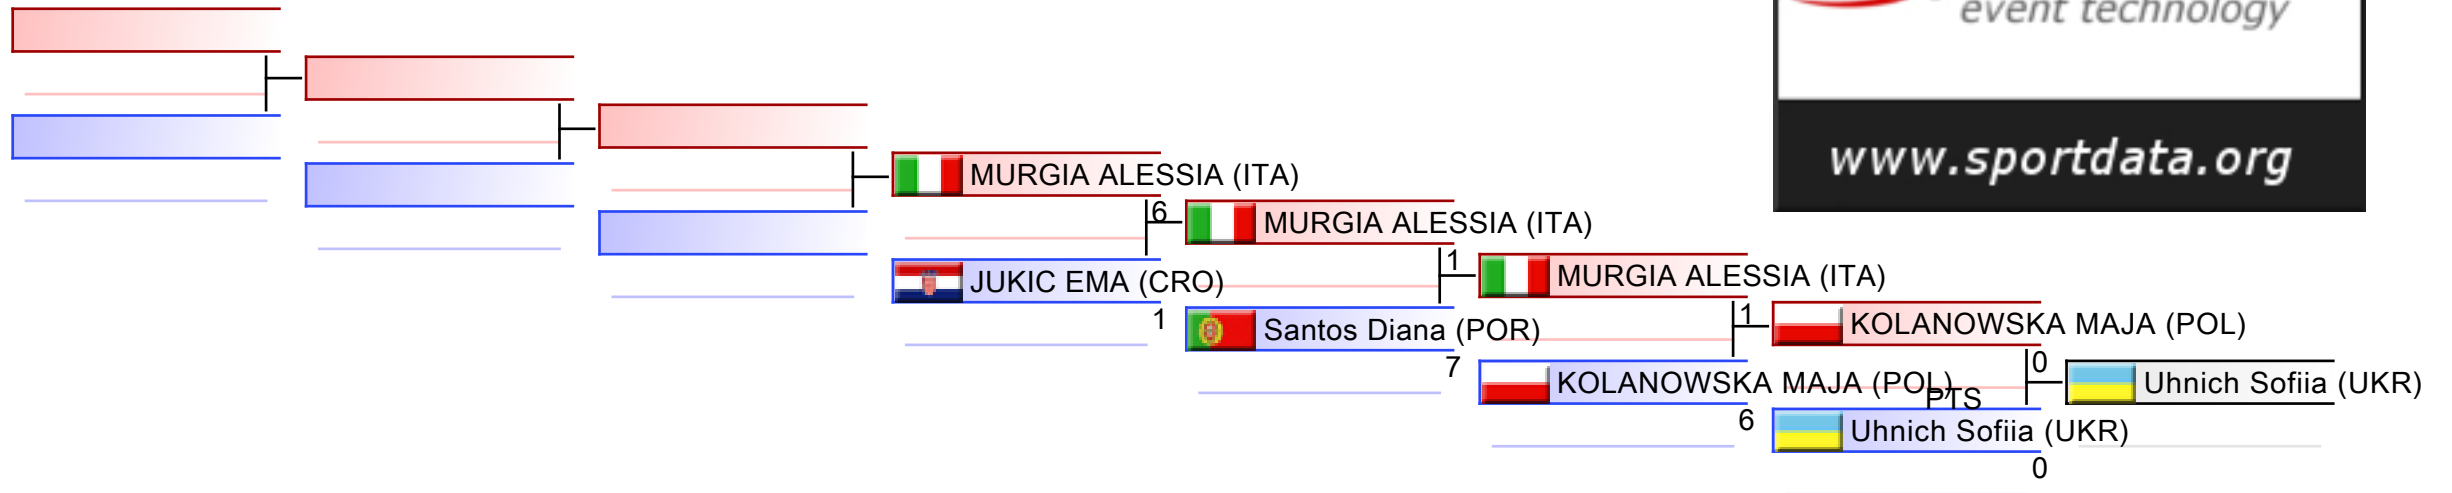 event technology
www.sportdata.org
MURGIA ALESSIA (ITA)
6
MURGIA ALESSIA (ITA)
JUKIC EMA (CRO)
1
1
MURGIA ALESSIA (ITA)
Santos Diana (POR)
7
1
KOLANOWSKA MAJA (POL)
KOLANOWSKA MAJA (POL)
6
PTS
0
Uhnich Sofiia (UKR)
Uhnich Sofiia (UKR)
0